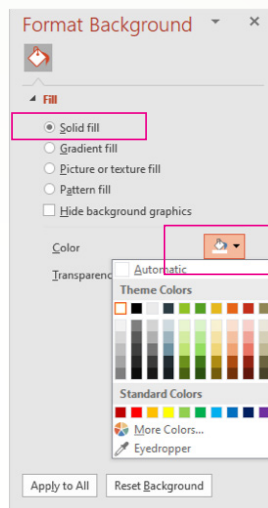 Format Background
Fill
Solid fill
Gradient fill
Picture or texture fill
Pattern fill
Hide background graphics
Color
Automatic
Theme Colors
Standard Colors
More Colors...
Eyedropper
Apply to All Reset Background